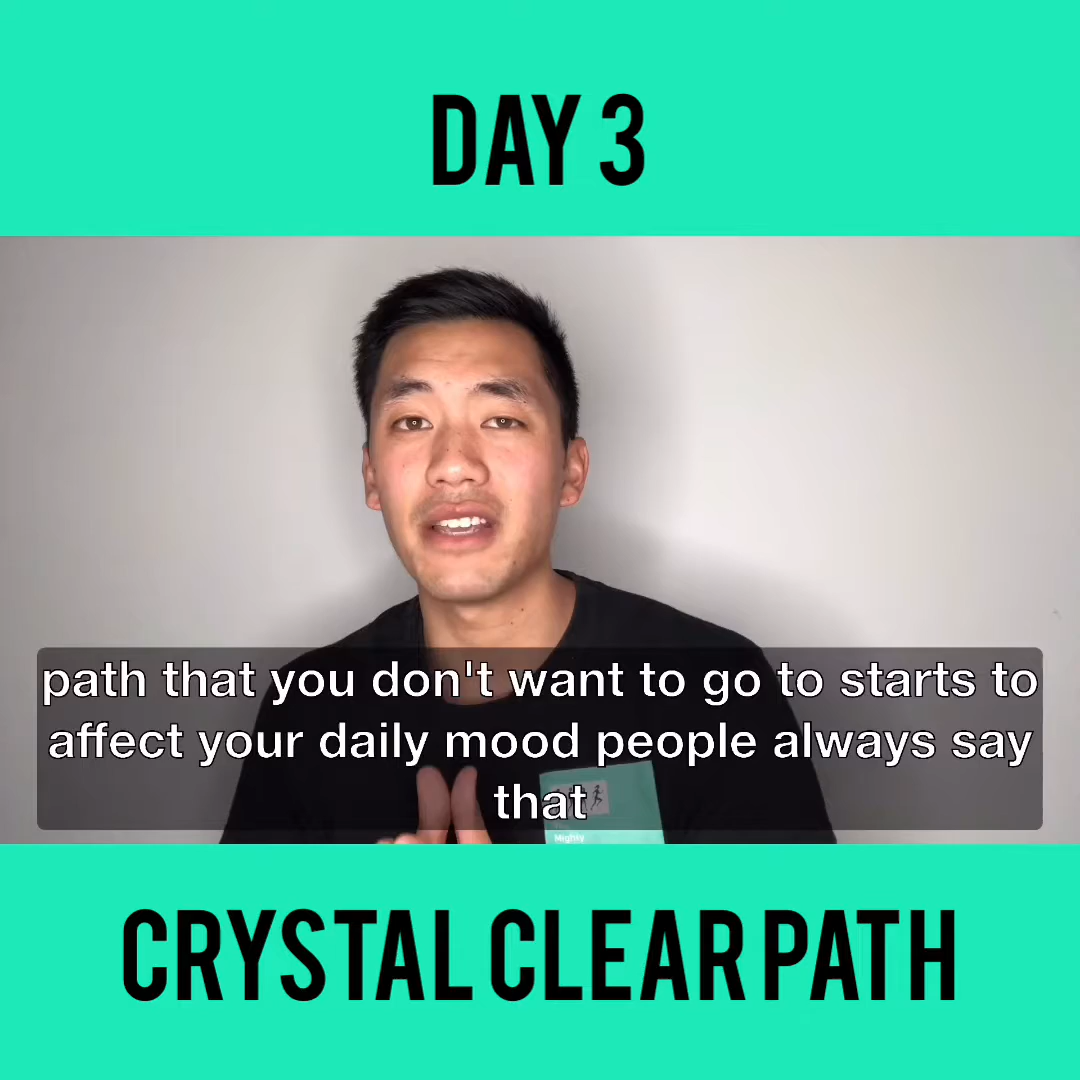 DAY 3
path that you don't want to go to starts to
affect your daily mood people always say
that
Mighty
CRYSTAL CLEAR PATH